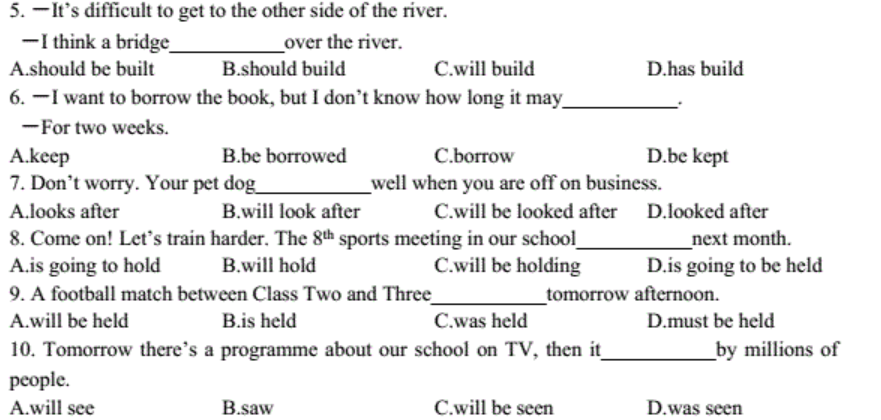 5. —It’s difficult to get to the other side of the river.
—I think a bridge____________over the river.
A.should be built B.should build C.will build D.has build
6. —I want to borrow the book, but I don’t know how long it may____________.
—For two weeks.
A.keep B.be borrowed C.borrow D.be kept
7. Don’t worry. Your pet dog____________well when you are off on business.
A.looks after B.will look after C.will be looked after D.looked after
8. Come on! Let’s train harder. The 8th sports meeting in our school____________next month.
A.is going to hold B.will hold C.will be holding D.is going to be held
9. A football match between Class Two and Three____________tomorrow afternoon.
A.will be held B.is held C.was held D.must be held
10. Tomorrow there’s a programme about our school on TV, then it____________by millions of
people.
A.will see B.saw C.will be seen D.was seen